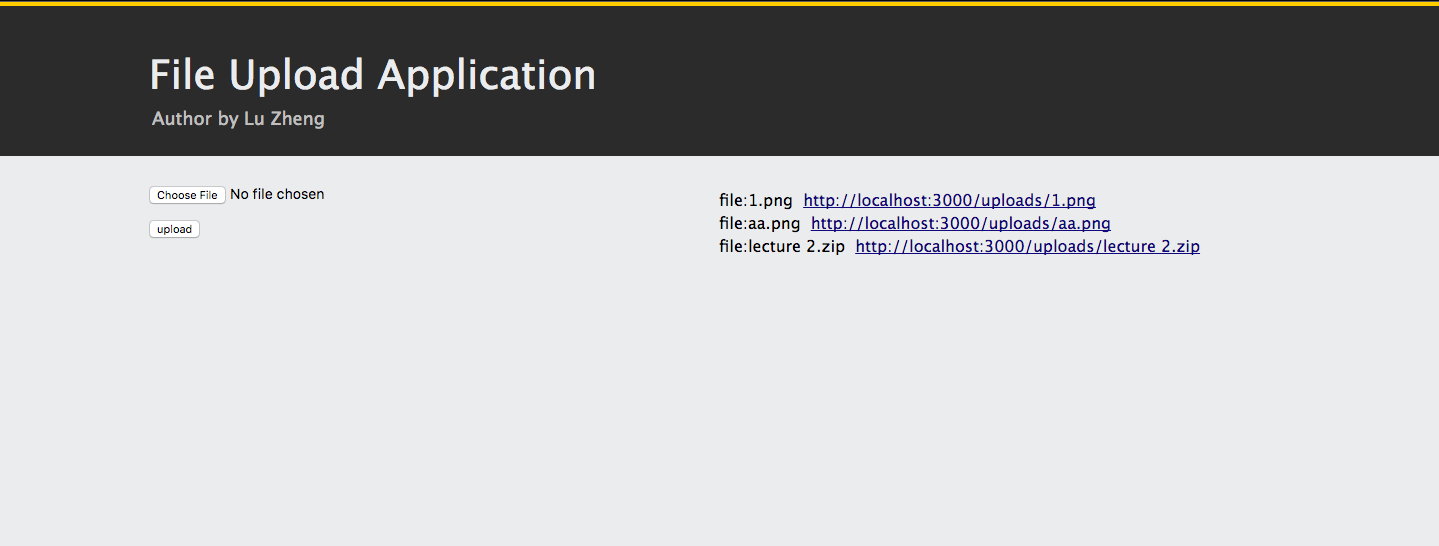 File Upload Application
Author by Lu Zheng
Choose File No file chosen
upload
file:1.png http://localhost:3000/uploads/1.png
file:aa.png http://localhost:3000/uploads/aa.png
file:lecture 2.zip http://localhost:3000/uploads/lecture 2.zip